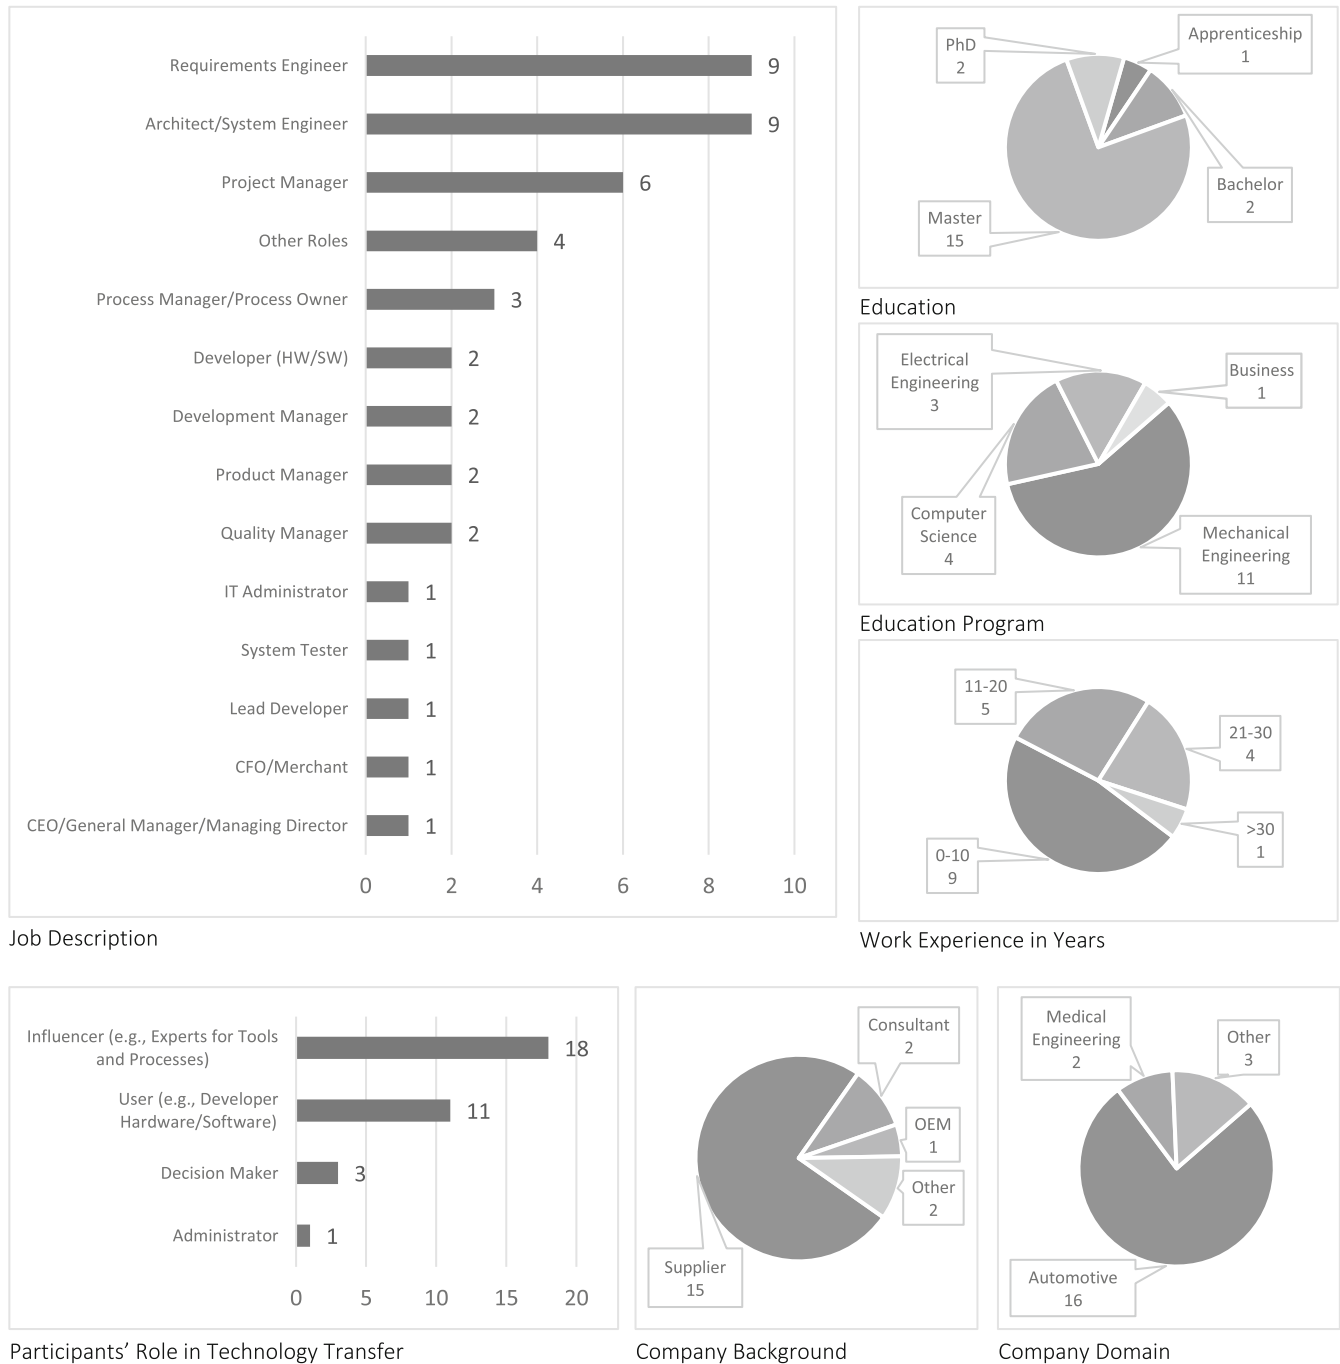 Requirements Engineer 9
Architect/System Engineer 9
Project Manager 6
Other Roles 4
Process Manager/Process Owner 3
Developer (HW/SW) 2
Development Manager 2
Product Manager 2
Quality Manager 2
IT Administrator 1
System Tester 1
Lead Developer 1
CFO/Merchant 1
CEO/General Manager/Managing Director 1
0 2 4 6 8 10
Job Description
PhD
2
Apprenticeship
1
Bachelor
2
Master
15
Education
Electrical
Engineering
3
Business
1
Computer
Science
4
Mechanical
Engineering
11
Education Program
11-20
5
21-30
4
>30
1
0-10
9
Work Experience in Years
Influencer (e.g., Experts for Tools
and Processes)
18
User (e.g., Developer
Hardware/Software)
11
Decision Maker 3
Administrator 1
0 5 10 15 20
Participants’ Role in Technology Transfer
Consultant
2
OEM
1
Other
2
Supplier
15
Company Background
Medical
Engineering
2
Other
3
Automotive
16
Company Domain